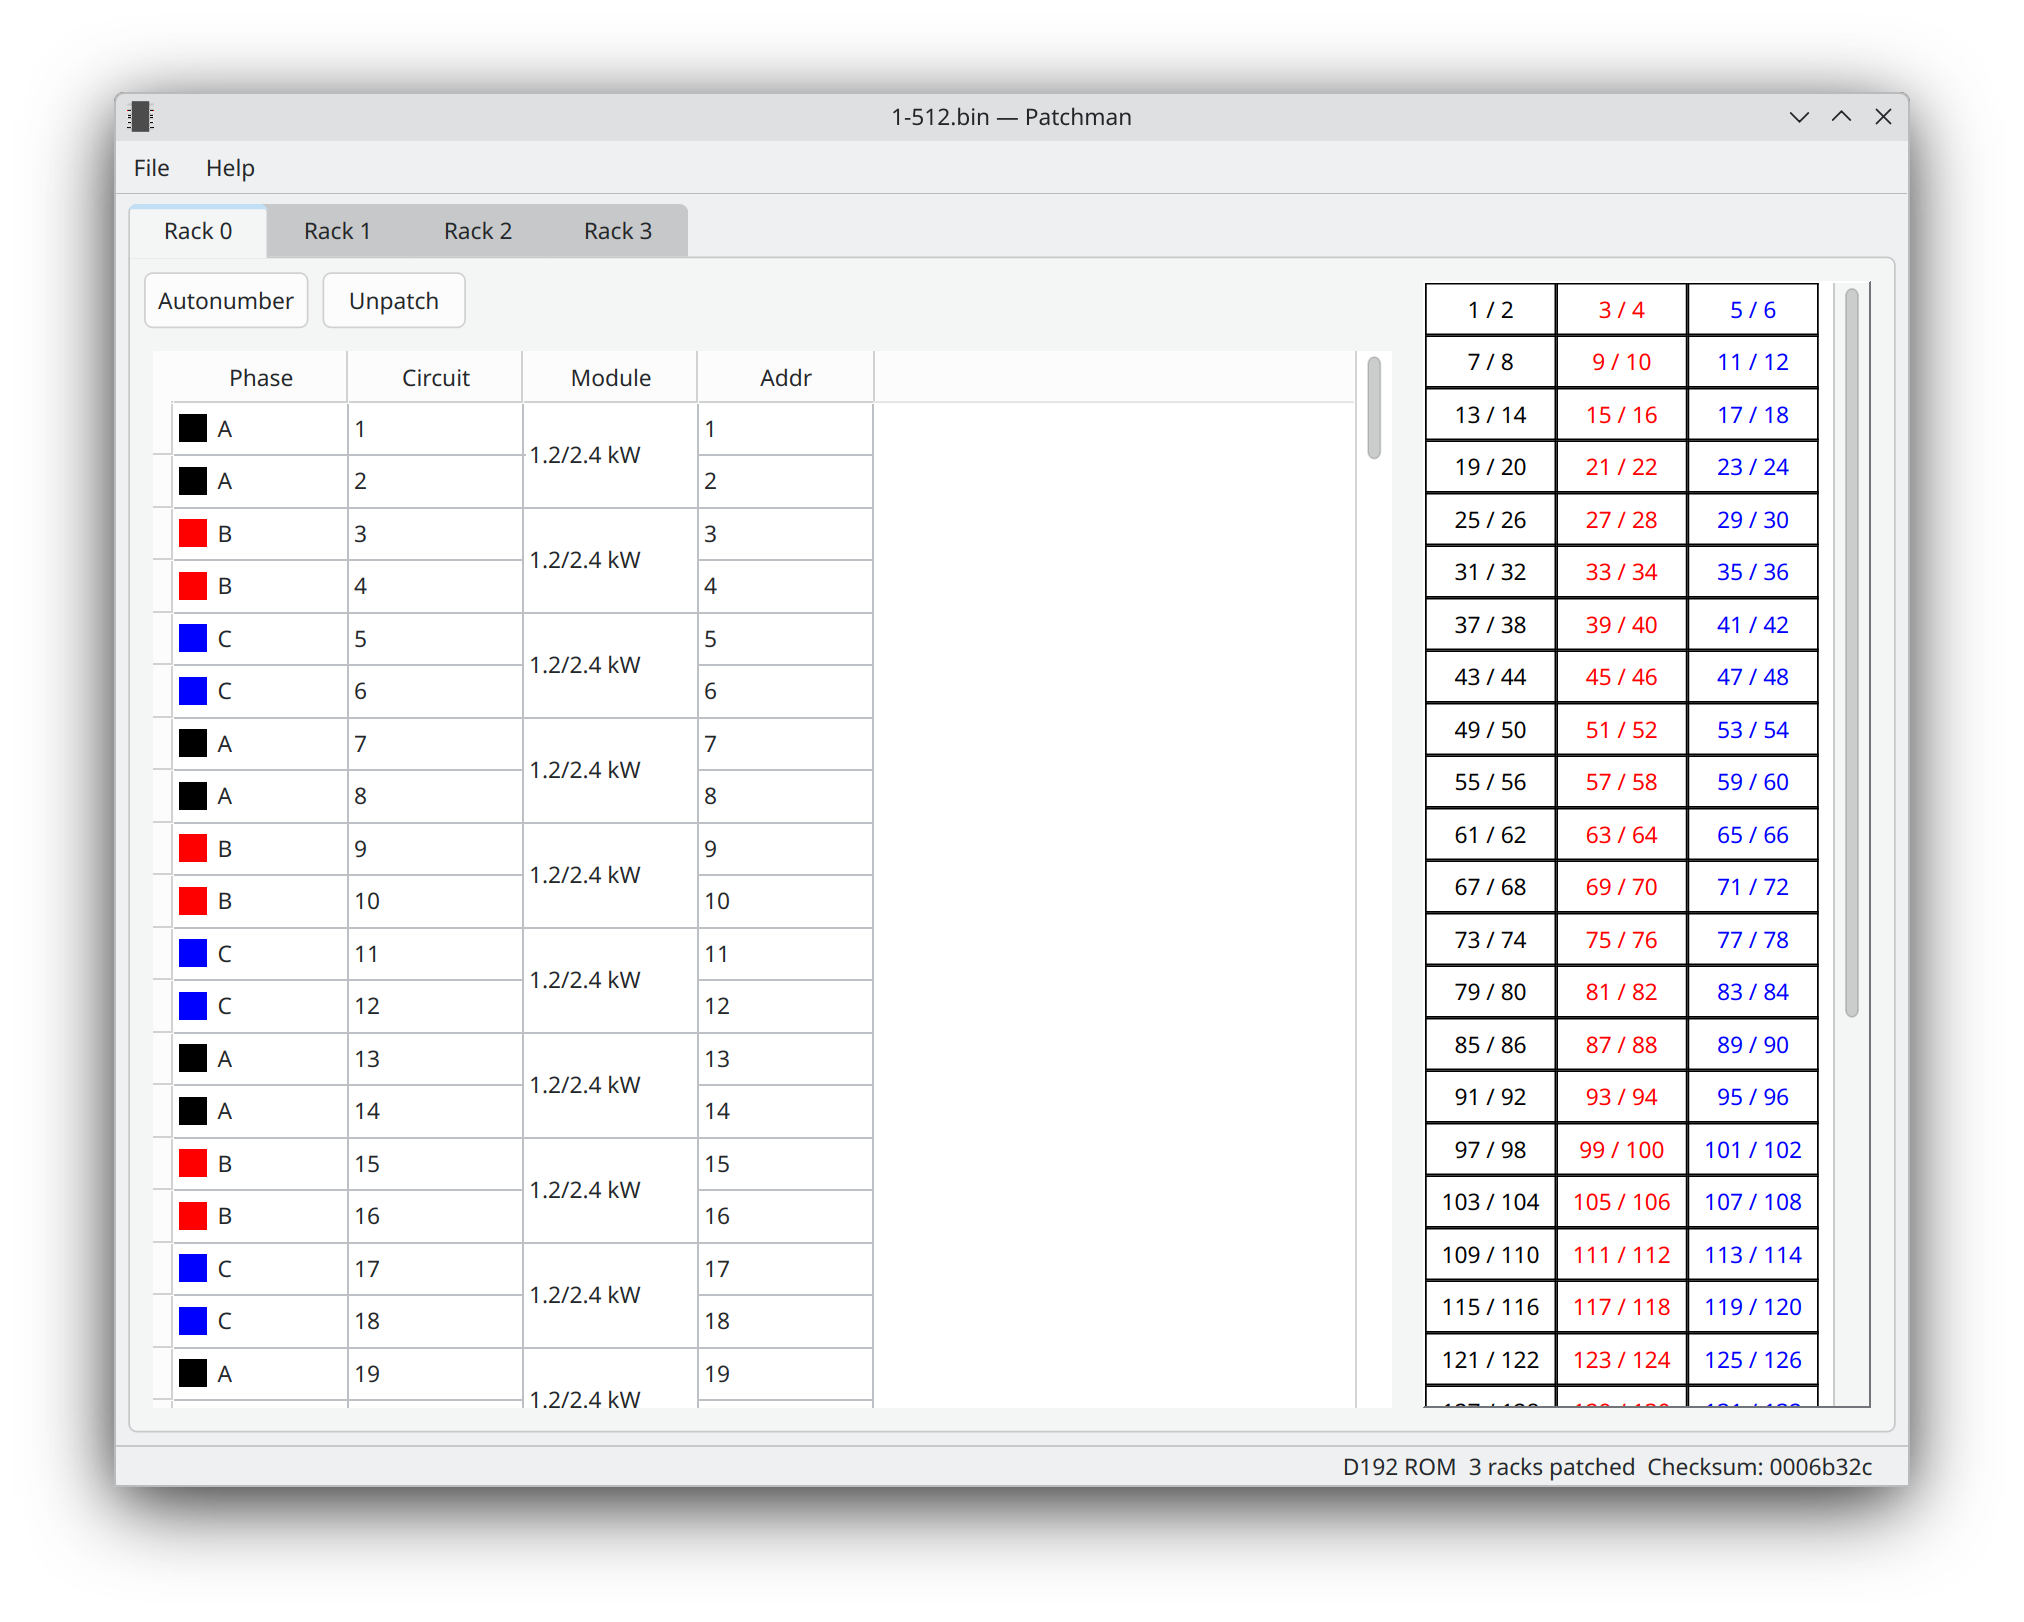 1-512.bin — Patchman
File Help
Rack 0 Rack 1 Rack 2 Rack 3
Autonumber Unpatch
Phase Circuit Module Addr
A 1 1.2/2.4 kW 1
A 2 2
B 3 1.2/2.4 kW 3
B 4 4
C 5 1.2/2.4 kW 5
C 6 6
A 7 1.2/2.4 kW 7
A 8 8
B 9 1.2/2.4 kW 9
B 10 10
C 11 1.2/2.4 kW 11
C 12 12
A 13 1.2/2.4 kW 13
A 14 14
B 15 1.2/2.4 kW 15
B 16 16
C 17 1.2/2.4 kW 17
C 18 18
A 19 1.2/2.4 kW 19
1 / 2 3 / 4 5 / 6
7 / 8 9 / 10 11 / 12
13 / 14 15 / 16 17 / 18
19 / 20 21 / 22 23 / 24
25 / 26 27 / 28 29 / 30
31 / 32 33 / 34 35 / 36
37 / 38 39 / 40 41 / 42
43 / 44 45 / 46 47 / 48
49 / 50 51 / 52 53 / 54
55 / 56 57 / 58 59 / 60
61 / 62 63 / 64 65 / 66
67 / 68 69 / 70 71 / 72
73 / 74 75 / 76 77 / 78
79 / 80 81 / 82 83 / 84
85 / 86 87 / 88 89 / 90
91 / 92 93 / 94 95 / 96
97 / 98 99 / 100 101 / 102
103 / 104 105 / 106 107 / 108
109 / 110 111 / 112 113 / 114
115 / 116 117 / 118 119 / 120
121 / 122 123 / 124 125 / 126
D192 ROM 3 racks patched Checksum: 0006b32c